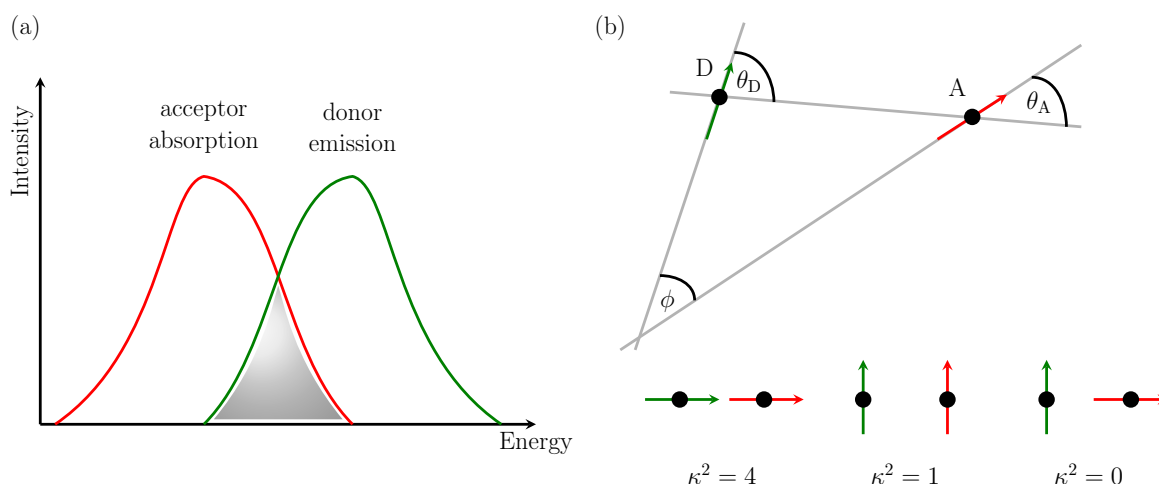 (a)
Intensity
acceptor
absorption
donor
emission
Energy
(b)
D
θ_D
A
θ_A
ϕ
κ² = 4
κ² = 1
κ² = 0